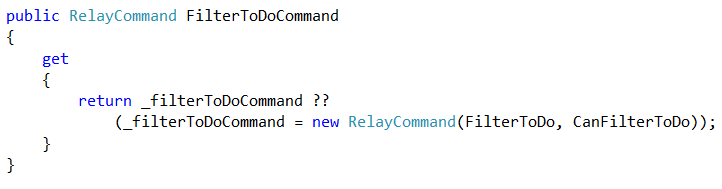 public RelayCommand FilterToDoCommand
{
    get
    {
        return _filterToDoCommand ??
            (_filterToDoCommand = new RelayCommand(FilterToDo, CanFilterToDo));
    }
}